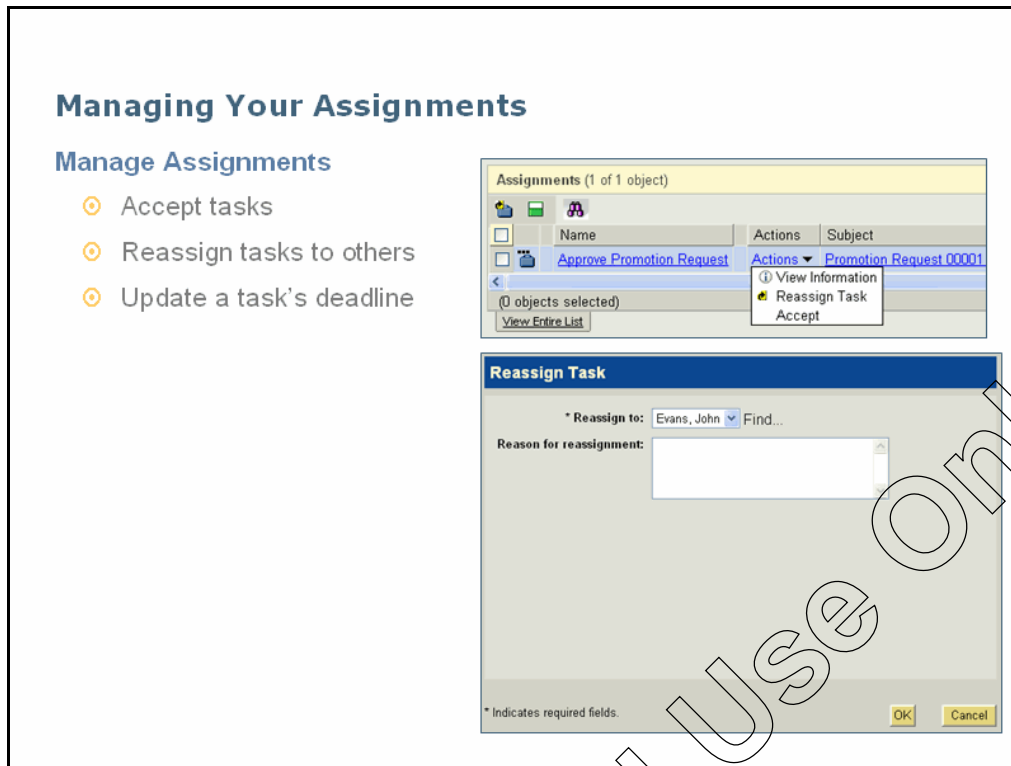 Managing Your Assignments
Manage Assignments
Accept tasks
Reassign tasks to others
Update a task's deadline
Assignments (1 of 1 object)
Name Actions Subject
Approve Promotion Request Actions Promotion Request 00001
View Information
Reassign Task
Accept
(0 objects selected)
View Entire List
Reassign Task
* Reassign to: Evans, John Find...
Reason for reassignment:
* Indicates required fields. OK Cancel
Use Onl